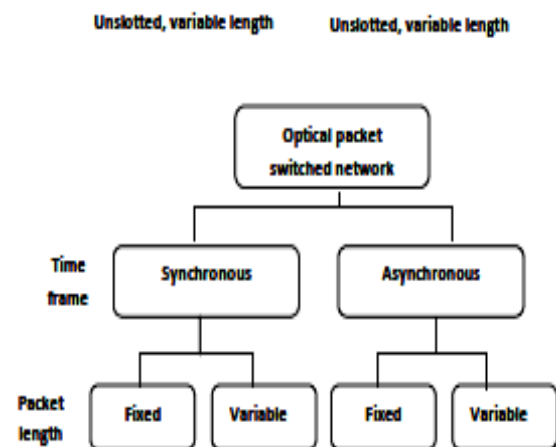 Unslotted, variable length Unslotted, variable length
Optical packet
switched network
Time
frame
Synchronous
Asynchronous
Packet
length
Fixed
Variable
Fixed
Variable